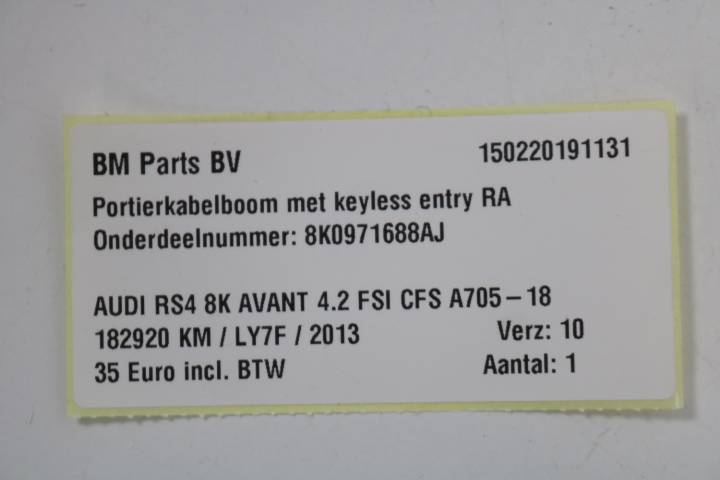 BM Parts BV 150220191131
Portierkabelboom met keyless entry RA
Onderdeelnummer: 8K0971688AJ
AUDI RS4 8K AVANT 4.2 FSI CFS A705-18
182920 KM / LY7F / 2013 Verz: 10
35 Euro incl. BTW Aantal: 1